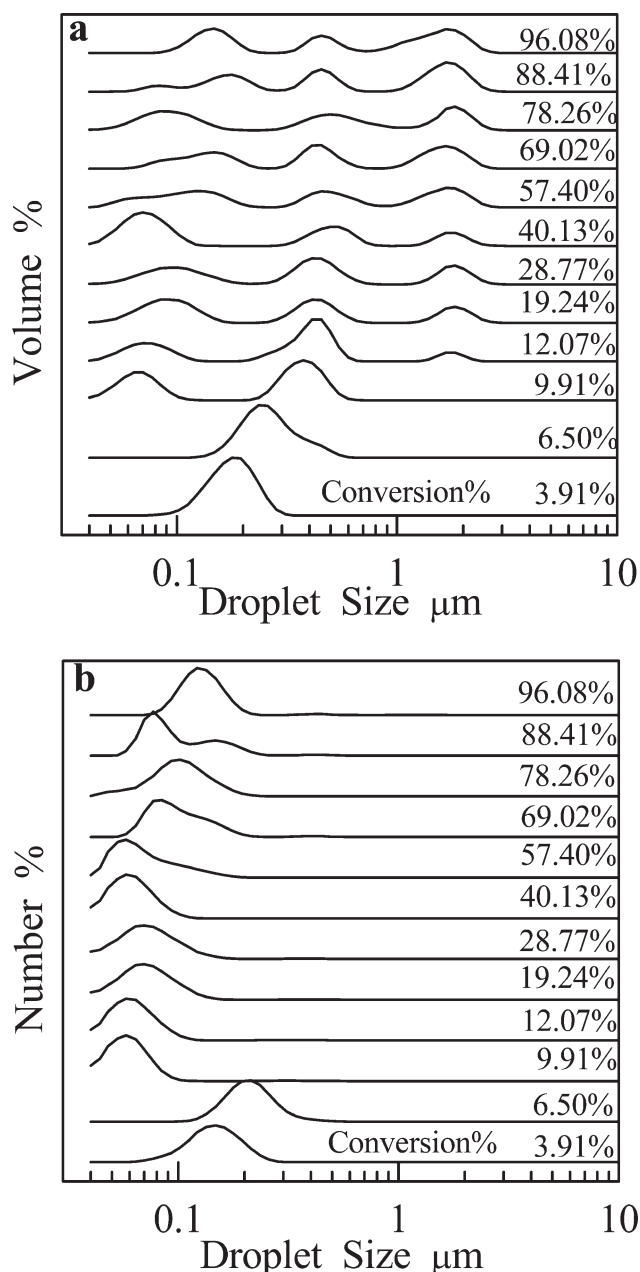 a
96.08%
88.41%
78.26%
69.02%
57.40%
40.13%
28.77%
19.24%
12.07%
9.91%
6.50%
Conversion% 3.91%
Volume %
0.1 1 10
Droplet Size μm
b
96.08%
88.41%
78.26%
69.02%
57.40%
40.13%
28.77%
19.24%
12.07%
9.91%
6.50%
Conversion% 3.91%
Number %
0.1 1 10
Droplet Size μm